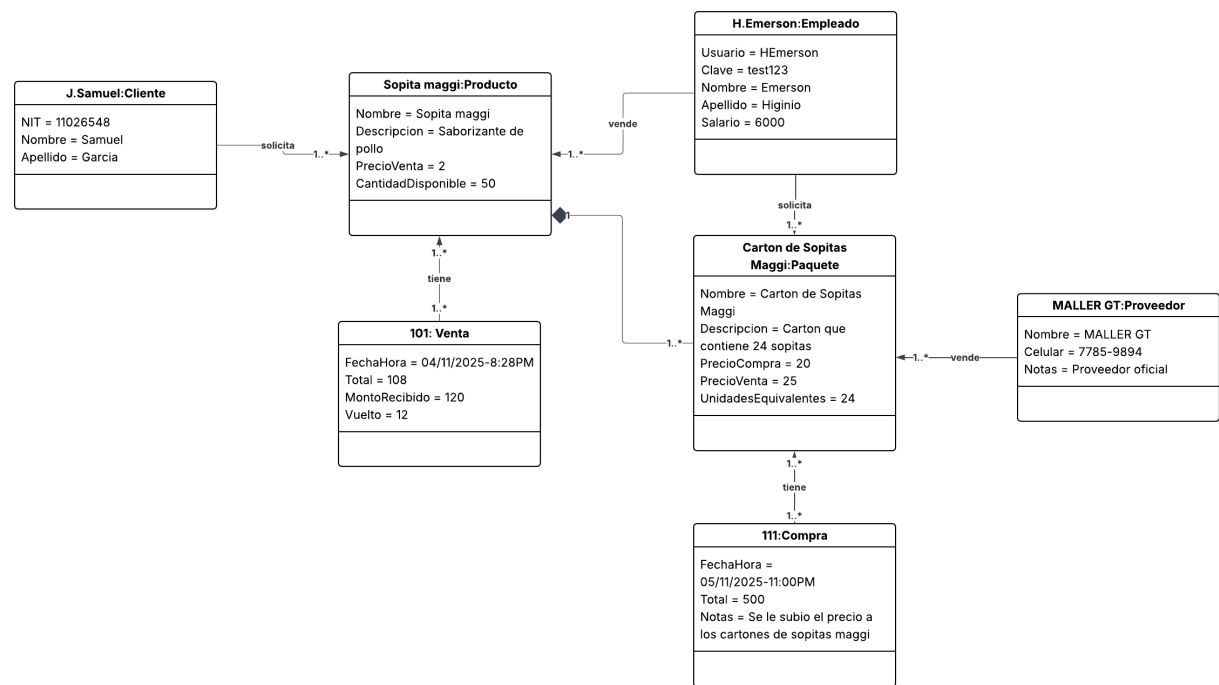 H.Emerson:Empleado
Usuario = HEmerson
Clave = test123
Nombre = Emerson
Apellido = Higinio
Salario = 6000
J.Samuel:Cliente
NIT = 11026548
Nombre = Samuel
Apellido = Garcia
solicita
1..*
Sopita maggi:Producto
Nombre = Sopita maggi
Descripcion = Saborizante de
pollo
PrecioVenta = 2
CantidadDisponible = 50
vende
1..*
1
1..*
solicita
1..*
1..*
tiene
1..*
Carton de Sopitas
Maggi:Paquete
Nombre = Carton de Sopitas
Maggi
Descripcion = Carton que
contiene 24 sopitas
PrecioCompra = 20
PrecioVenta = 25
UnidadesEquivalentes = 24
1..*
vende
MALLER GT:Proveedor
Nombre = MALLER GT
Celular = 7785-9894
Notas = Proveedor oficial
101: Venta
FechaHora = 04/11/2025-8:28PM
Total = 108
MontoRecibido = 120
Vuelto = 12
1..*
tiene
1..*
111:Compra
FechaHora =
05/11/2025-11:00PM
Total = 500
Notas = Se le subio el precio a
los cartones de sopitas maggi